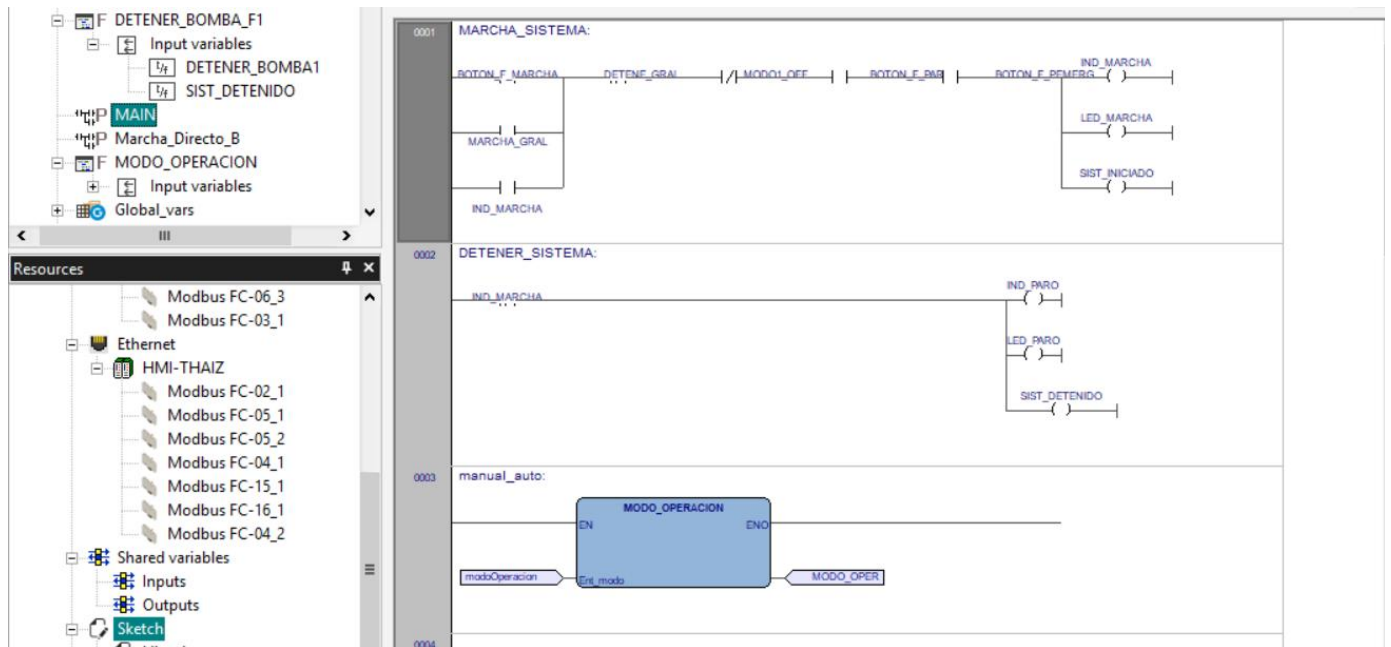 F DETENER_BOMBA_F1
Input variables
DETENER_BOMBA1
SIST_DETENIDO
P MAIN
P Marcha_Directo_B
F MODO_OPERACION
Input variables
Global_vars
Resources
Modbus FC-06_3
Modbus FC-03_1
Ethernet
HMI-THAIZ
Modbus FC-02_1
Modbus FC-05_1
Modbus FC-05_2
Modbus FC-04_1
Modbus FC-15_1
Modbus FC-16_1
Modbus FC-04_2
Shared variables
Inputs
Outputs
Sketch
0001 MARCHA_SISTEMA:
BOTON_F_MARCHA DETENE_GRAL MODO1_OFF BOTON_F_PAR BOTON_F_PEMERG IND_MARCHA
LED_MARCHA
MARCHA_GRAL
SIST_INICIADO
IND_MARCHA
0002 DETENER_SISTEMA:
IND_MARCHA IND_PARO
LED_PARO
SIST_DETENIDO
0003 manual_auto:
MODO_OPERACION
EN ENO
modoOperacion Ent_modo MODO_OPER
0004